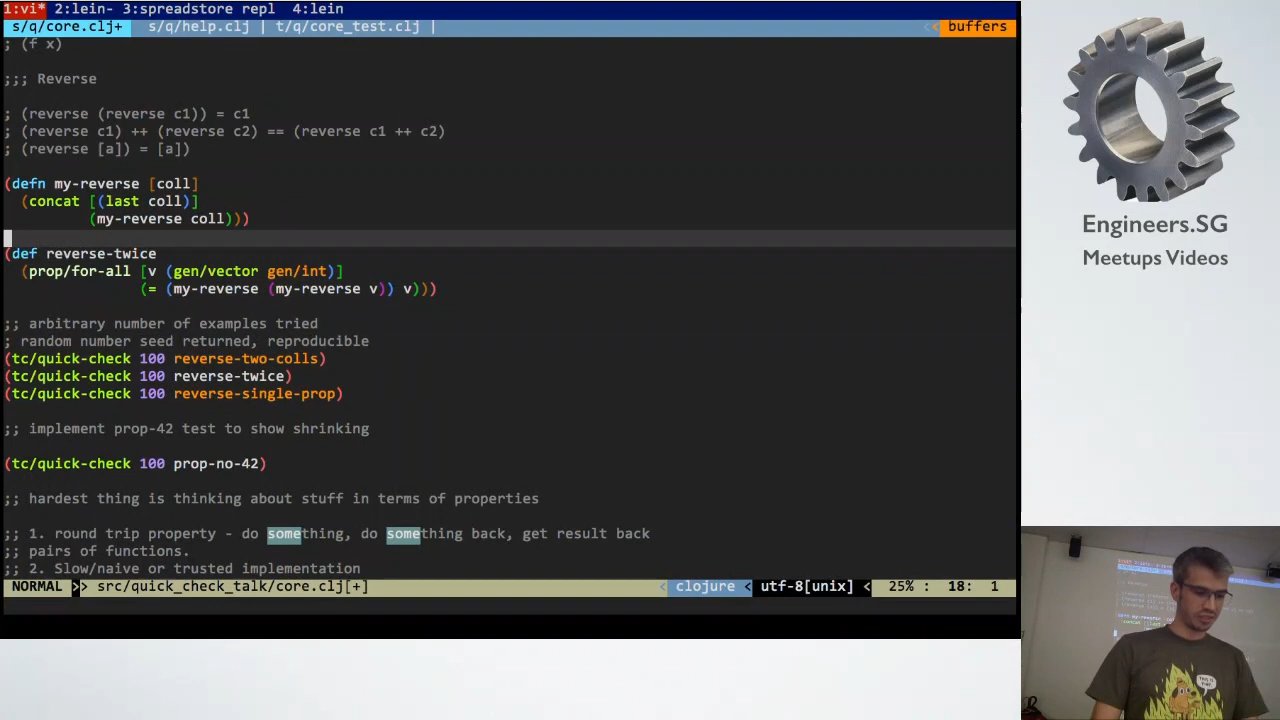 1:vi* 2:lein- 3:spreadstore repl 4:lein
s/q/core.clj+ s/q/help.clj | t/q/core_test.clj | < buffers
; (f x)
;;; Reverse
; (reverse (reverse c1)) = c1
; (reverse c1) ++ (reverse c2) == (reverse c1 ++ c2)
; (reverse [a]) = [a])
(defn my-reverse [coll]
(concat [(last coll)]
(my-reverse coll)))
(def reverse-twice
(prop/for-all [v (gen/vector gen/int)]
(= (my-reverse (my-reverse v)) v)))
;; arbitrary number of examples tried
; random number seed returned, reproducible
(tc/quick-check 100 reverse-two-colls)
(tc/quick-check 100 reverse-twice)
(tc/quick-check 100 reverse-single-prop)
;; implement prop-42 test to show shrinking
(tc/quick-check 100 prop-no-42)
;; hardest thing is thinking about stuff in terms of properties
;; 1. round trip property - do something, do something back, get result back
;; pairs of functions.
;; 2. Slow/naive or trusted implementation
NORMAL >> src/quick_check_talk/core.clj[+] < clojure < utf-8[unix] < 25% : 18: 1
Engineers.SG
Meetups Videos